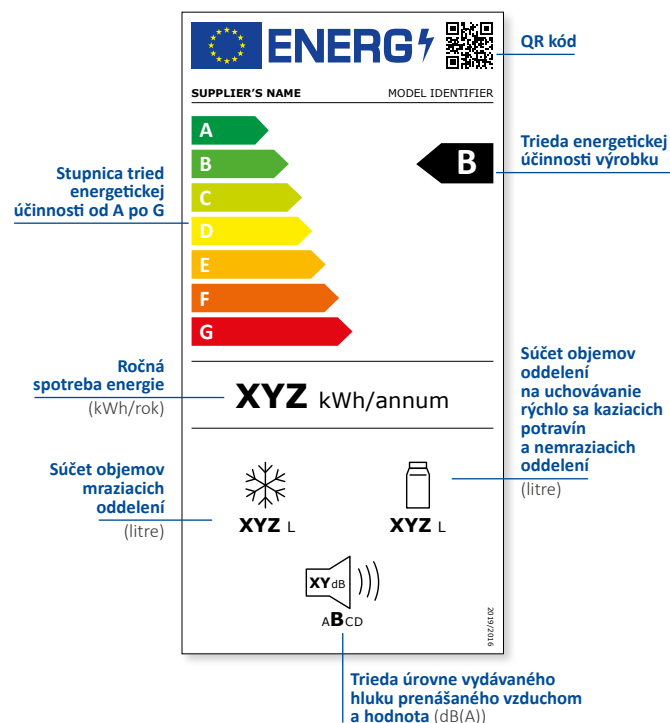 ENERG
QR kód
SUPPLIER'S NAME MODEL IDENTIFIER
A
B
C
D
E
F
G
B
Trieda energetickej
účinnosti výrobku
Stupnica tried
energetickej
účinnosti od A po G
Ročná
spotreba energie
(kWh/rok)
XYZ kWh/annum
Súčet objemov
oddelení
na uchovávanie
rýchlo sa kaziacich
potravín
a nemraziacich
oddelení
(litre)
Súčet objemov
mraziacich
oddelení
(litre)
XYZ L
XYZ L
XY dB
ABCD
2019/2016
Trieda úrovne vydávaného
hluku prenášaného vzduchom
a hodnota (dB(A))